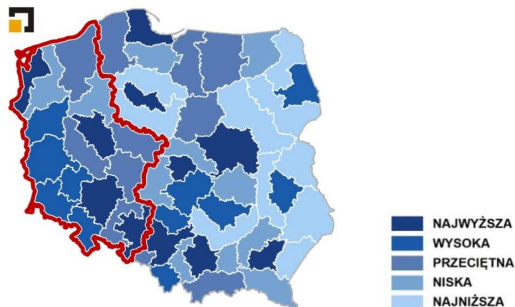 NAJWYŻSZA
WYSOKA
PRZECIĘTNA
NISKA
NAJNIŻSZA